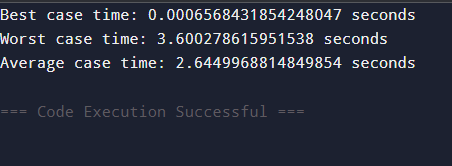 Best case time: 0.0006568431854248047 seconds
Worst case time: 3.600278615951538 seconds
Average case time: 2.6449968814849854 seconds
=== Code Execution Successful ===